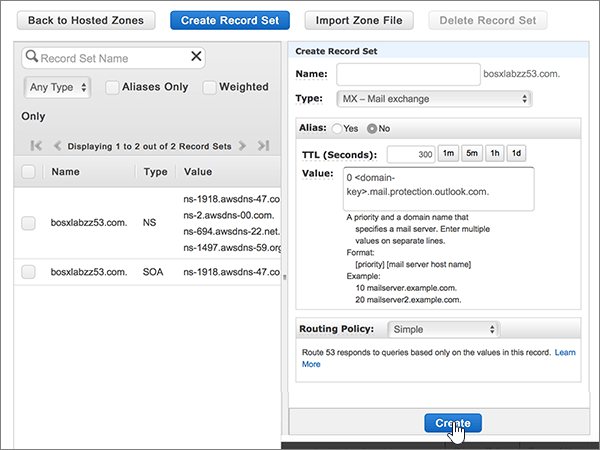 Back to Hosted Zones Create Record Set Import Zone File Delete Record Set
Record Set Name
Any Type Aliases Only Weighted
Only
Displaying 1 to 2 out of 2 Record Sets
Name Type Value
bosxlabzz53.com. NS ns-1918.awsdns-47.co
ns-2.awsdns-00.com.
ns-694.awsdns-22.net.
ns-1497.awsdns-59.org
bosxlabzz53.com. SOA ns-1918.awsdns-47.co
Create Record Set
Name: bosxlabzz53.com.
Type: MX – Mail exchange
Alias: Yes No
TTL (Seconds): 300 1m 5m 1h 1d
Value: 0 <domain-
key>.mail.protection.outlook.com.
A priority and a domain name that
specifies a mail server. Enter multiple
values on separate lines.
Format:
[priority] [mail server host name]
Example:
10 mailserver.example.com.
20 mailserver2.example.com.
Routing Policy: Simple
Route 53 responds to queries based only on the values in this record. Learn
More
Create